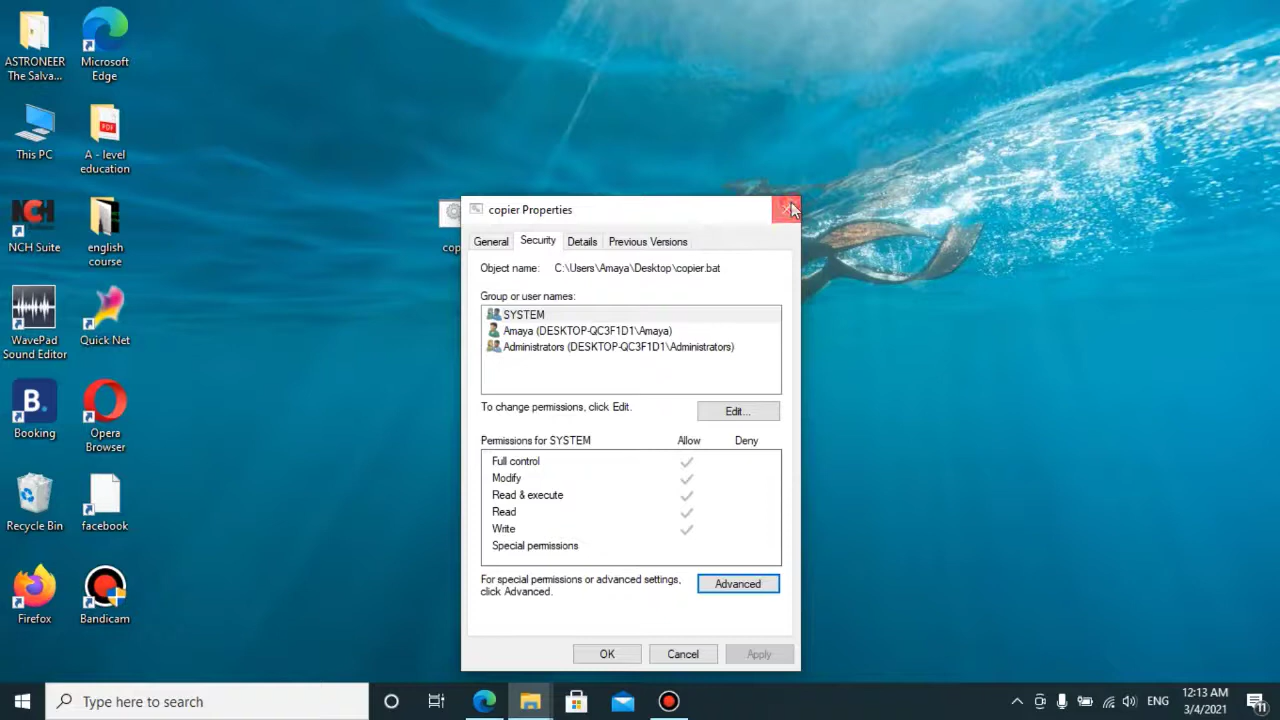 ASTRONEER
The Salva...
Microsoft
Edge
This PC
PDF
A - level
education
NCH
NCH Suite
english
course
WavePad
Sound Editor
Quick Net
B.
Booking
Opera
Browser
Recycle Bin
facebook
Firefox
Bandicam
cop
copier Properties
General
Security
Details
Previous Versions
Object name: C:\Users\Amaya\Desktop\copier.bat
Group or user names:
SYSTEM
Amaya (DESKTOP-QC3F1D1\Amaya)
Administrators (DESKTOP-QC3F1D1\Administrators)
To change permissions, click Edit.
Edit...
Permissions for SYSTEM Allow Deny
Full control
Modify
Read & execute
Read
Write
Special permissions
For special permissions or advanced settings,
click Advanced.
Advanced
OK
Cancel
Apply
Type here to search
ENG
12:13 AM
3/4/2021
11